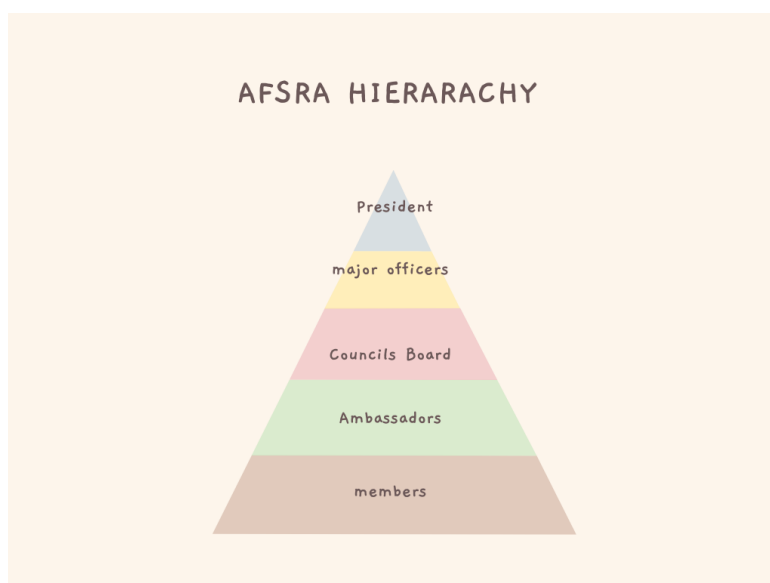 AFSRA HIERARACHY
President
major officers
Councils Board
Ambassadors
members